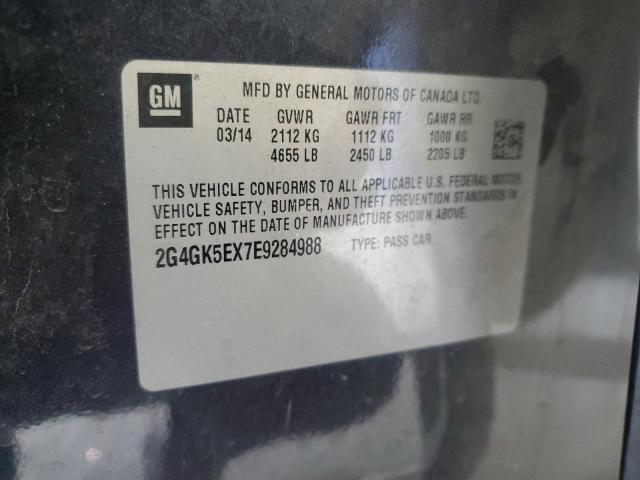 GM
®
MFD BY GENERAL MOTORS OF CANADA LTD.
DATE GVWR GAWR FRT GAWR RR
03/14 2112 KG 1112 KG 1000 KG
4655 LB 2450 LB 2205 LB
THIS VEHICLE CONFORMS TO ALL APPLICABLE U.S. FEDERAL MOTOR
VEHICLE SAFETY, BUMPER, AND THEFT PREVENTION STANDARDS IN
EFFECT ON THE DATE OF MANUFACTURE SHOWN ABOVE.
2G4GK5EX7E9284988 TYPE: PASS CAR